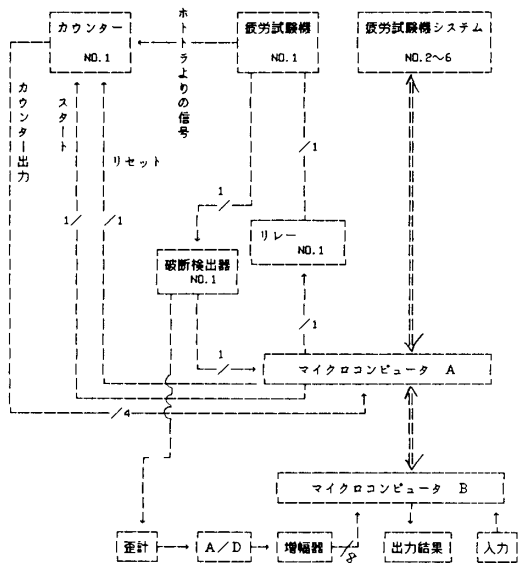 カウンター
NO.1
ホトトラよりの信号
疲労試験機
NO.1
疲労試験機システム
NO.2〜6
カウンター出力
スタート
リセット
1
1
1
1
リレー
NO.1
破断検出器
NO.1
1
1
マイクロコンピュータ A
4
マイクロコンピュータ B
歪計
A/D
増幅器
8
出力結果
入力